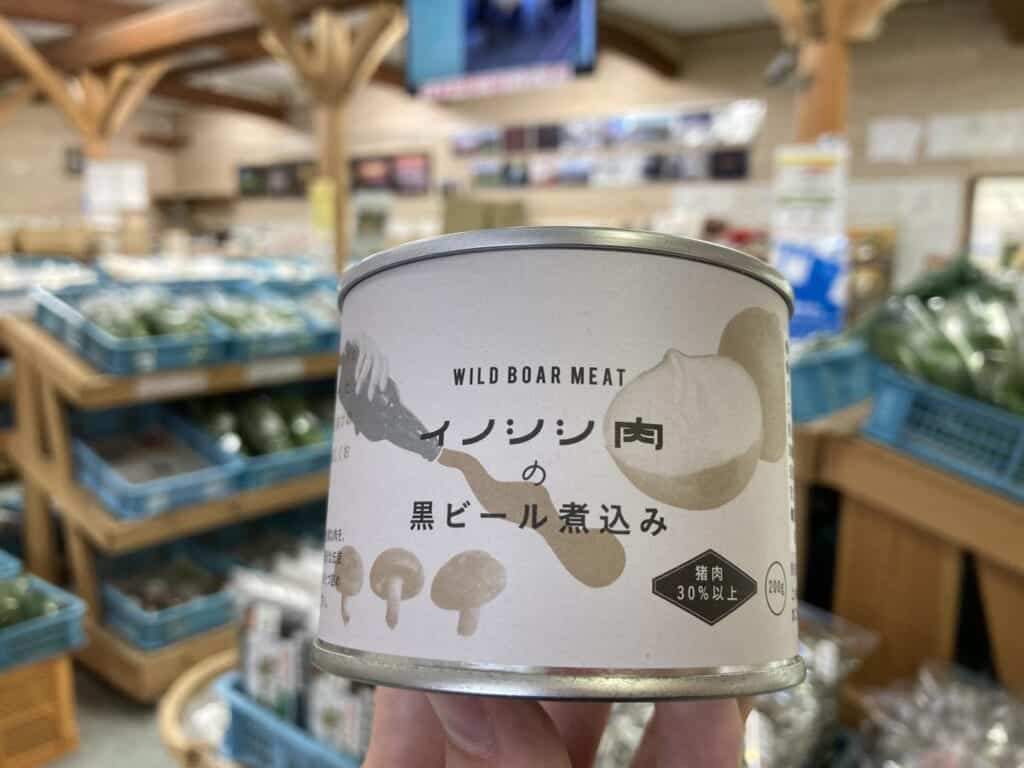 WILD BOAR MEAT
イノシシ肉
の
黒ビール煮込み
猪肉
30%以上
200g